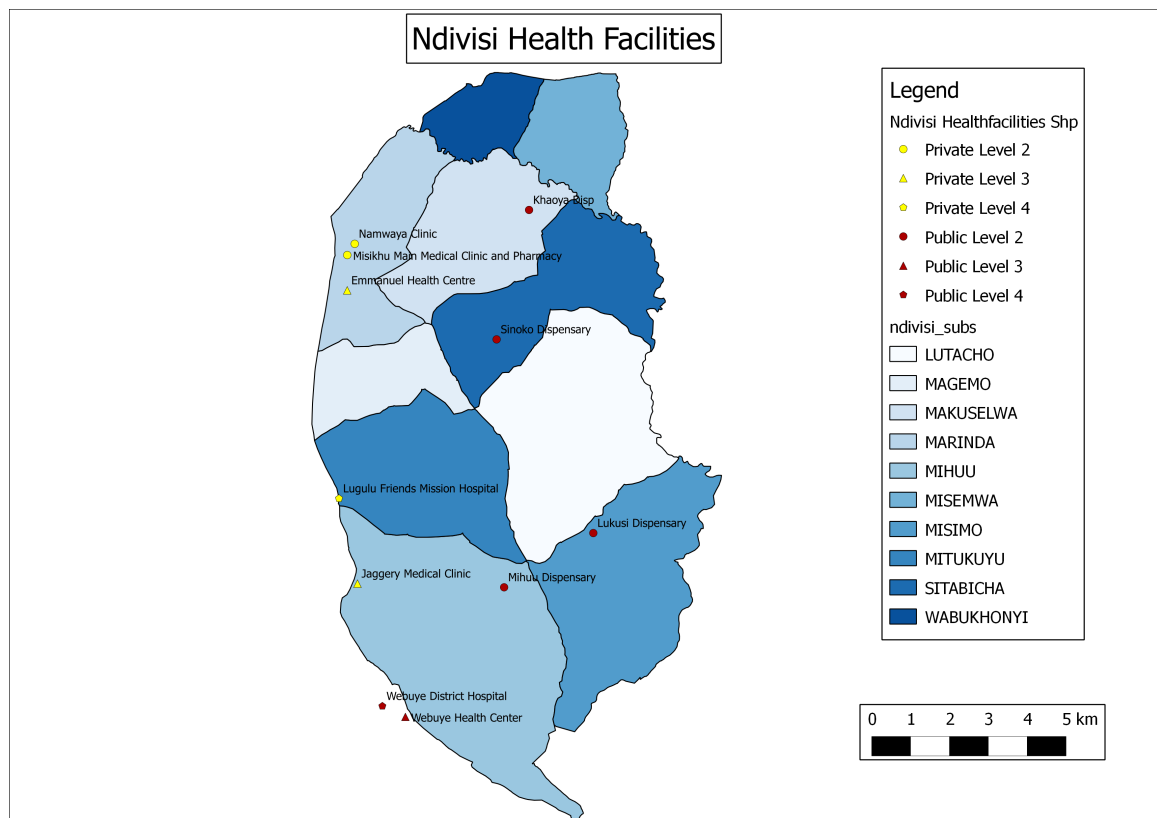 Ndivisi Health Facilities
Legend
Ndivisi Healthfacilities Shp
Private Level 2
Private Level 3
Private Level 4
Public Level 2
Public Level 3
Public Level 4
ndivisi_subs
LUTACHO
MAGEMO
MAKUSELWA
MARINDA
MIHUU
MISEMWA
MISIMO
MITUKUYU
SITABICHA
WABUKHONYI
Khaoya Disp
Namwaya Clinic
Misikhu Main Medical Clinic and Pharmacy
Emmanuel Health Centre
Sinoko Dispensary
Lugulu Friends Mission Hospital
Lukusi Dispensary
Jaggery Medical Clinic
Mihuu Dispensary
Webuye District Hospital
Webuye Health Center
0 1 2 3 4 5 km